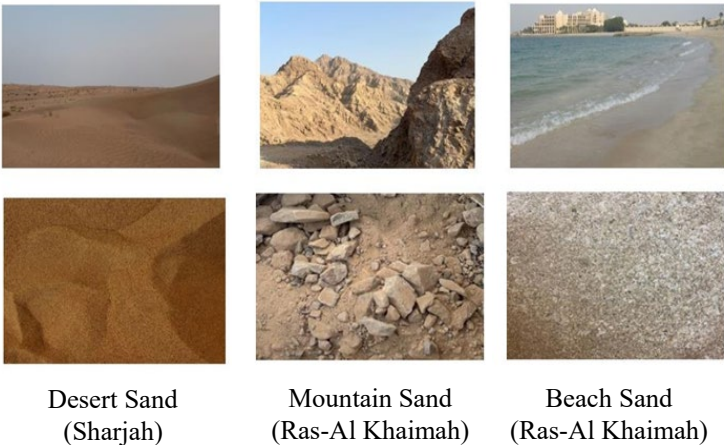 Desert Sand
(Sharjah)
Mountain Sand
(Ras-Al Khaimah)
Beach Sand
(Ras-Al Khaimah)